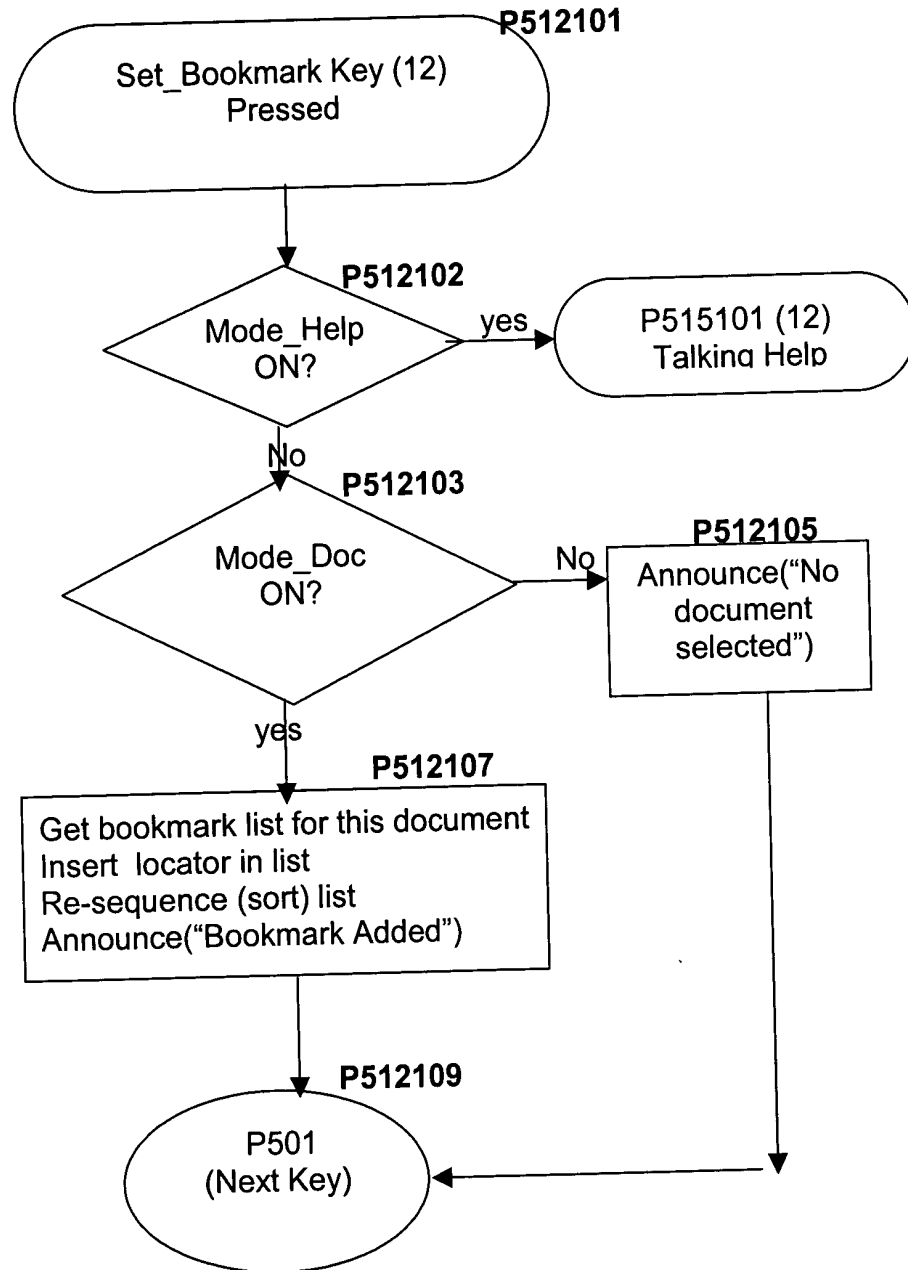 P512101
Set_Bookmark Key (12)
Pressed
P512102
Mode_Help
ON?
yes
P515101 (12)
Talking Help
No
P512103
Mode_Doc
ON?
No
P512105
Announce(“No
document
selected”)
yes
P512107
Get bookmark list for this document
Insert locator in list
Re-sequence (sort) list
Announce(“Bookmark Added”)
P512109
P501
(Next Key)